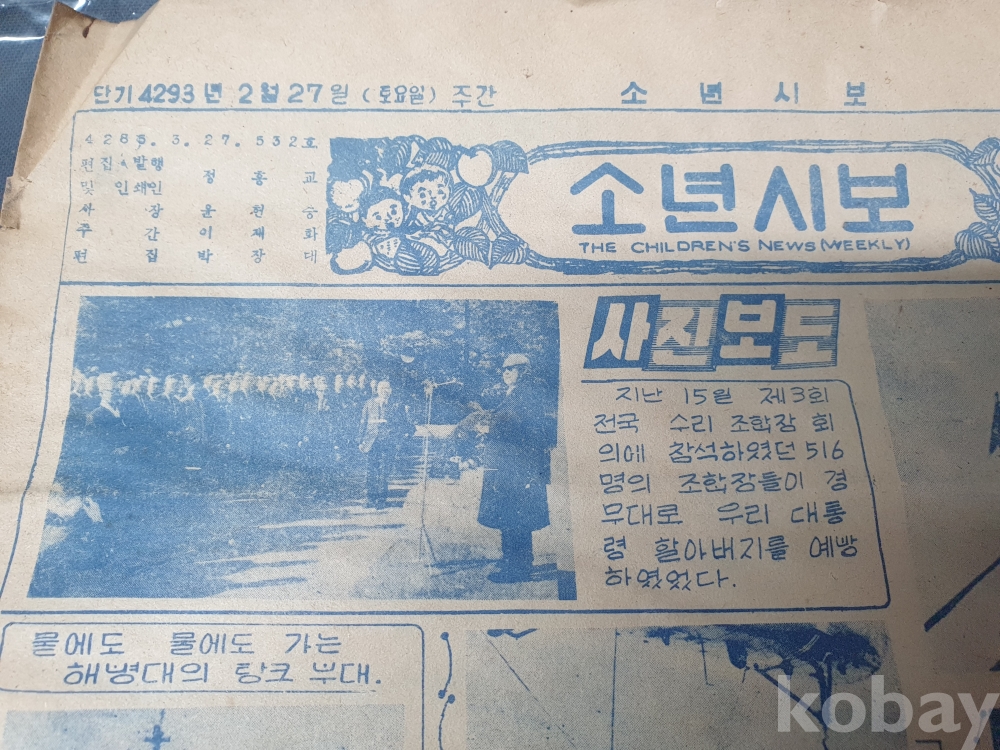 단기 4293년 2월 27일 (토요일) 주간 소년시보
4285. 3. 27. 532호
편집·발행
및 인쇄인 정흥교
사장 윤천승
주간 이재화
편집 박장대
소년시보
THE CHILDREN'S NEWS (WEEKLY)
사진보도
지난 15일 제3회
전국 수리 조합장 회
의에 참석하였던 516
명의 조합장들이 경
무대로 우리 대통
령 할아버지를 예방
하였었다.
뭍에도 물에도 가는
해병대의 탕크 부대.
kobay